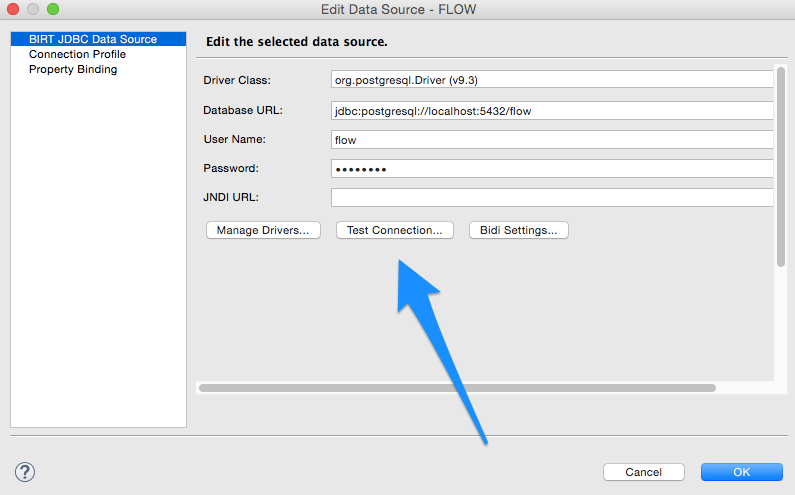 Edit Data Source - FLOW
BIRT JDBC Data Source
Connection Profile
Property Binding
Edit the selected data source.
Driver Class:
org.postgresql.Driver (v9.3)
Database URL:
jdbc:postgresql://localhost:5432/flow
User Name:
flow
Password:
••••••••
JNDI URL:
Manage Drivers...
Test Connection...
Bidi Settings...
?
Cancel
OK